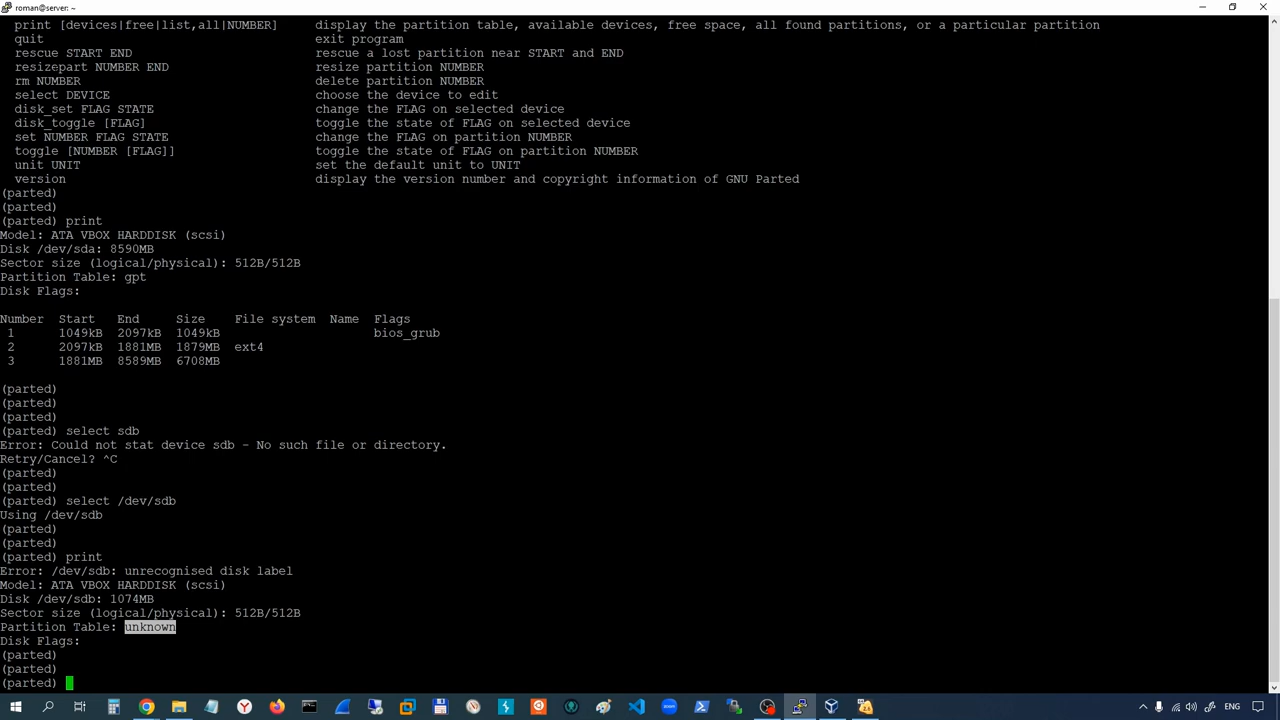 roman@server: ~
print [devices|free|list,all|NUMBER]     display the partition table, available devices, free space, all found partitions, or a particular partition
quit                                     exit program
rescue START END                         rescue a lost partition near START and END
resizepart NUMBER END                    resize partition NUMBER
rm NUMBER                                delete partition NUMBER
select DEVICE                            choose the device to edit
disk_set FLAG STATE                      change the FLAG on selected device
disk_toggle [FLAG]                       toggle the state of FLAG on selected device
set NUMBER FLAG STATE                    change the FLAG on partition NUMBER
toggle [NUMBER [FLAG]]                   toggle the state of FLAG on partition NUMBER
unit UNIT                                set the default unit to UNIT
version                                  display the version number and copyright information of GNU Parted
(parted)
(parted)
(parted) print
Model: ATA VBOX HARDDISK (scsi)
Disk /dev/sda: 8590MB
Sector size (logical/physical): 512B/512B
Partition Table: gpt
Disk Flags:
Number  Start   End     Size    File system  Name  Flags
1      1049kB  2097kB  1049kB                     bios_grub
2      2097kB  1881MB  1879MB  ext4
3      1881MB  8589MB  6708MB
(parted)
(parted)
(parted)
(parted) select sdb
Error: Could not stat device sdb - No such file or directory.
Retry/Cancel? ^C
(parted)
(parted)
(parted) select /dev/sdb
Using /dev/sdb
(parted)
(parted)
(parted) print
Error: /dev/sdb: unrecognised disk label
Model: ATA VBOX HARDDISK (scsi)
Disk /dev/sdb: 1074MB
Sector size (logical/physical): 512B/512B
Partition Table: unknown
Disk Flags:
(parted)
(parted)
(parted)
ENG